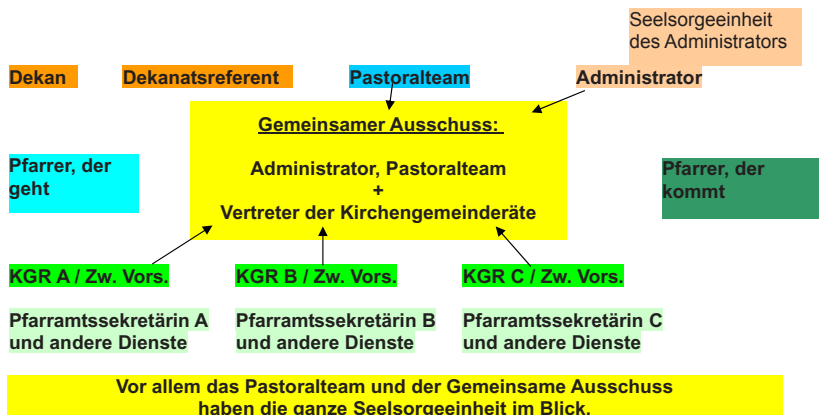 Seelsorgeeinheit
des Administrators
Dekan
Dekanatsreferent
Pastoralteam
Administrator
Gemeinsamer Ausschuss:
Pfarrer, der
geht
Administrator, Pastoralteam
+
Vertreter der Kirchengemeinderäte
Pfarrer, der
kommt
KGR A / Zw. Vors.
KGR B / Zw. Vors.
KGR C / Zw. Vors.
Pfarramtssekretärin A
und andere Dienste
Pfarramtssekretärin B
und andere Dienste
Pfarramtssekretärin C
und andere Dienste
Vor allem das Pastoralteam und der Gemeinsame Ausschuss
haben die ganze Seelsorgeeinheit im Blick.